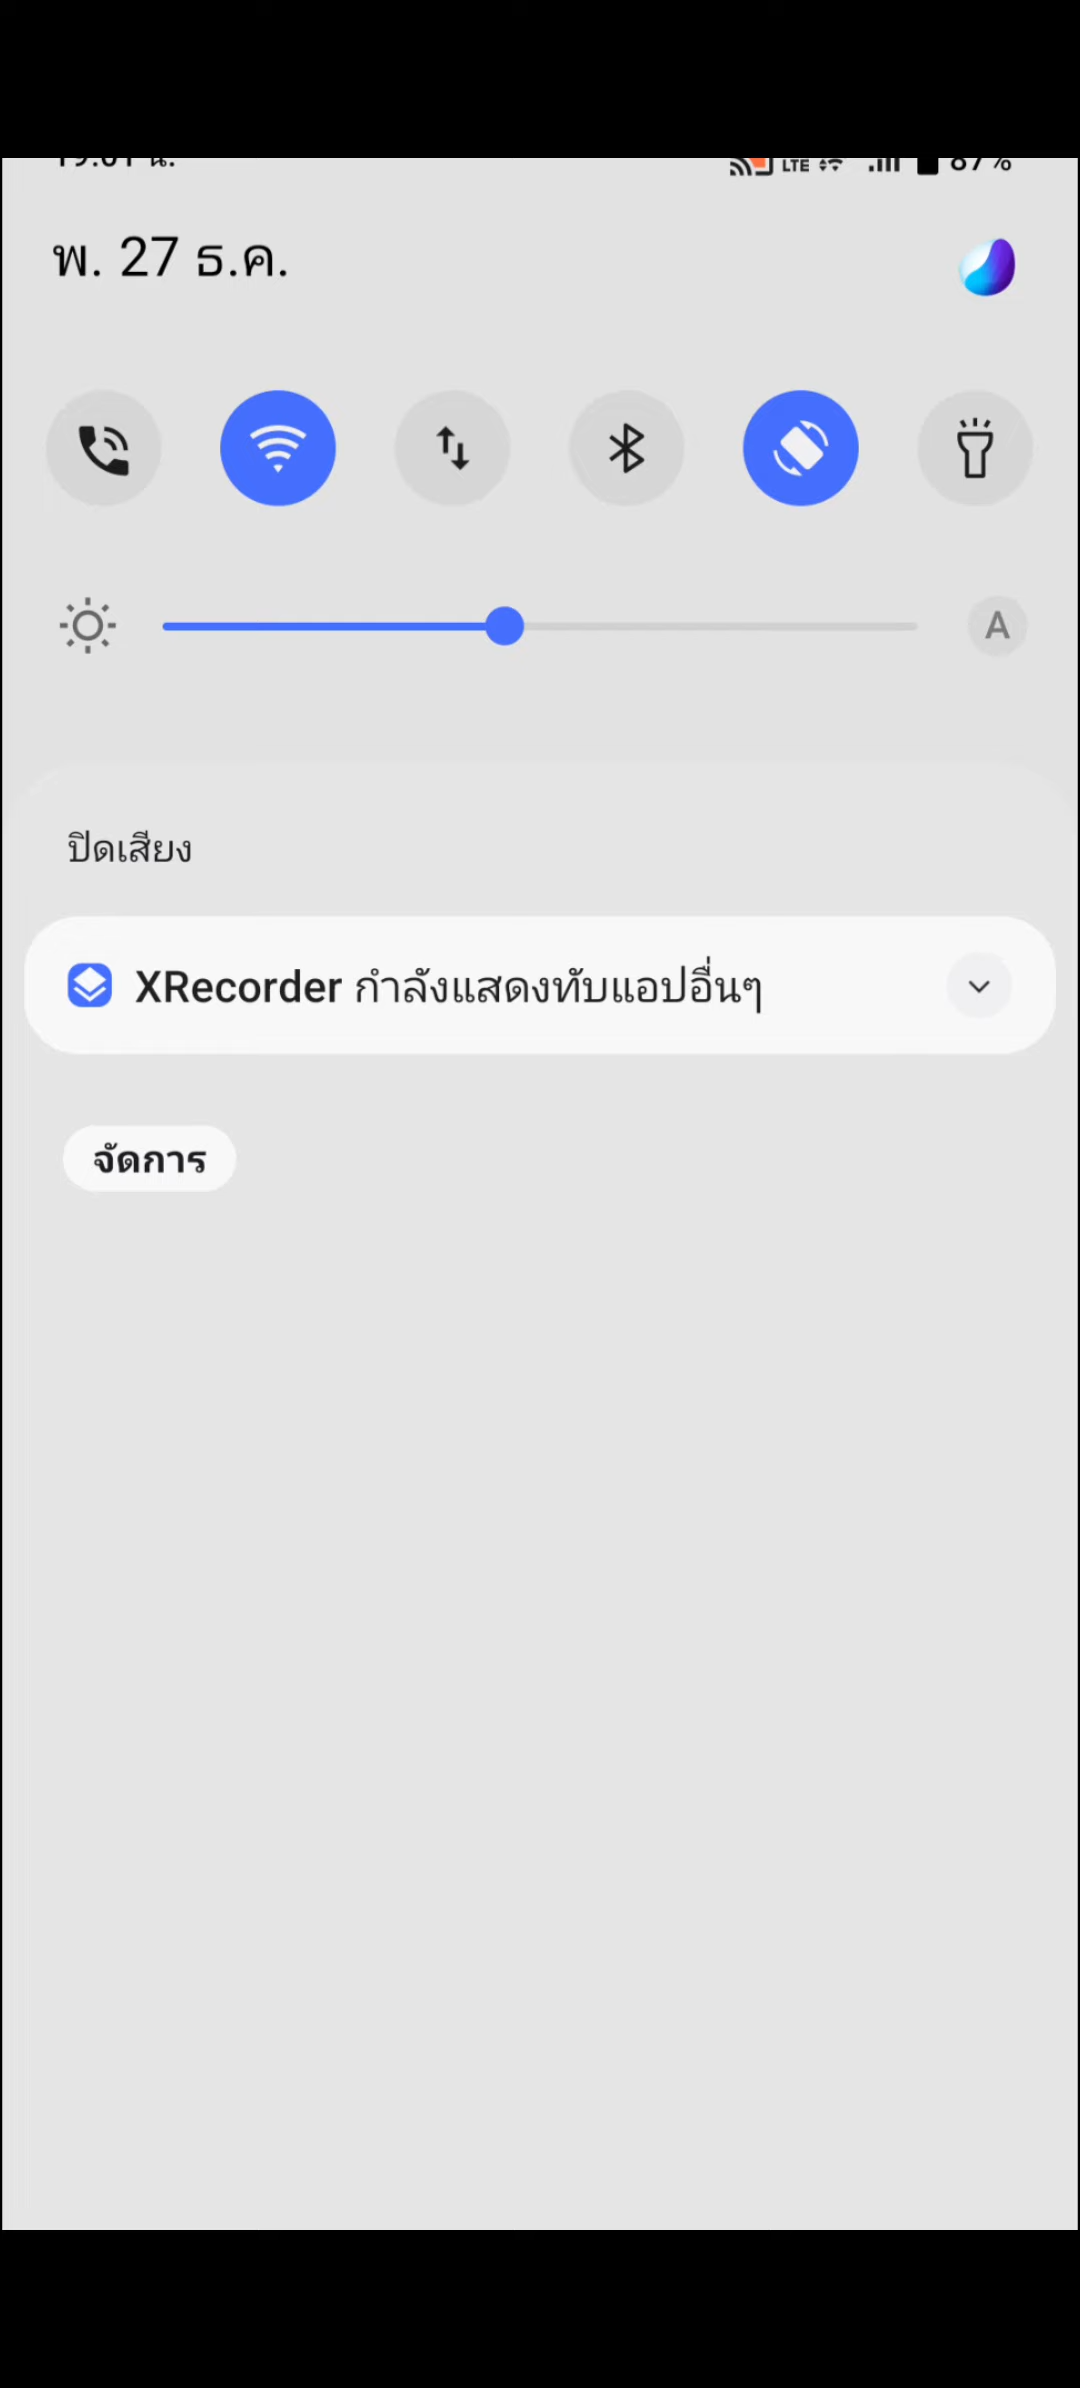 พ. 27 ธ.ค.
LTE
A
ปิดเสียง
XRecorder กำลังแสดงทับแอปอื่นๆ
จัดการ